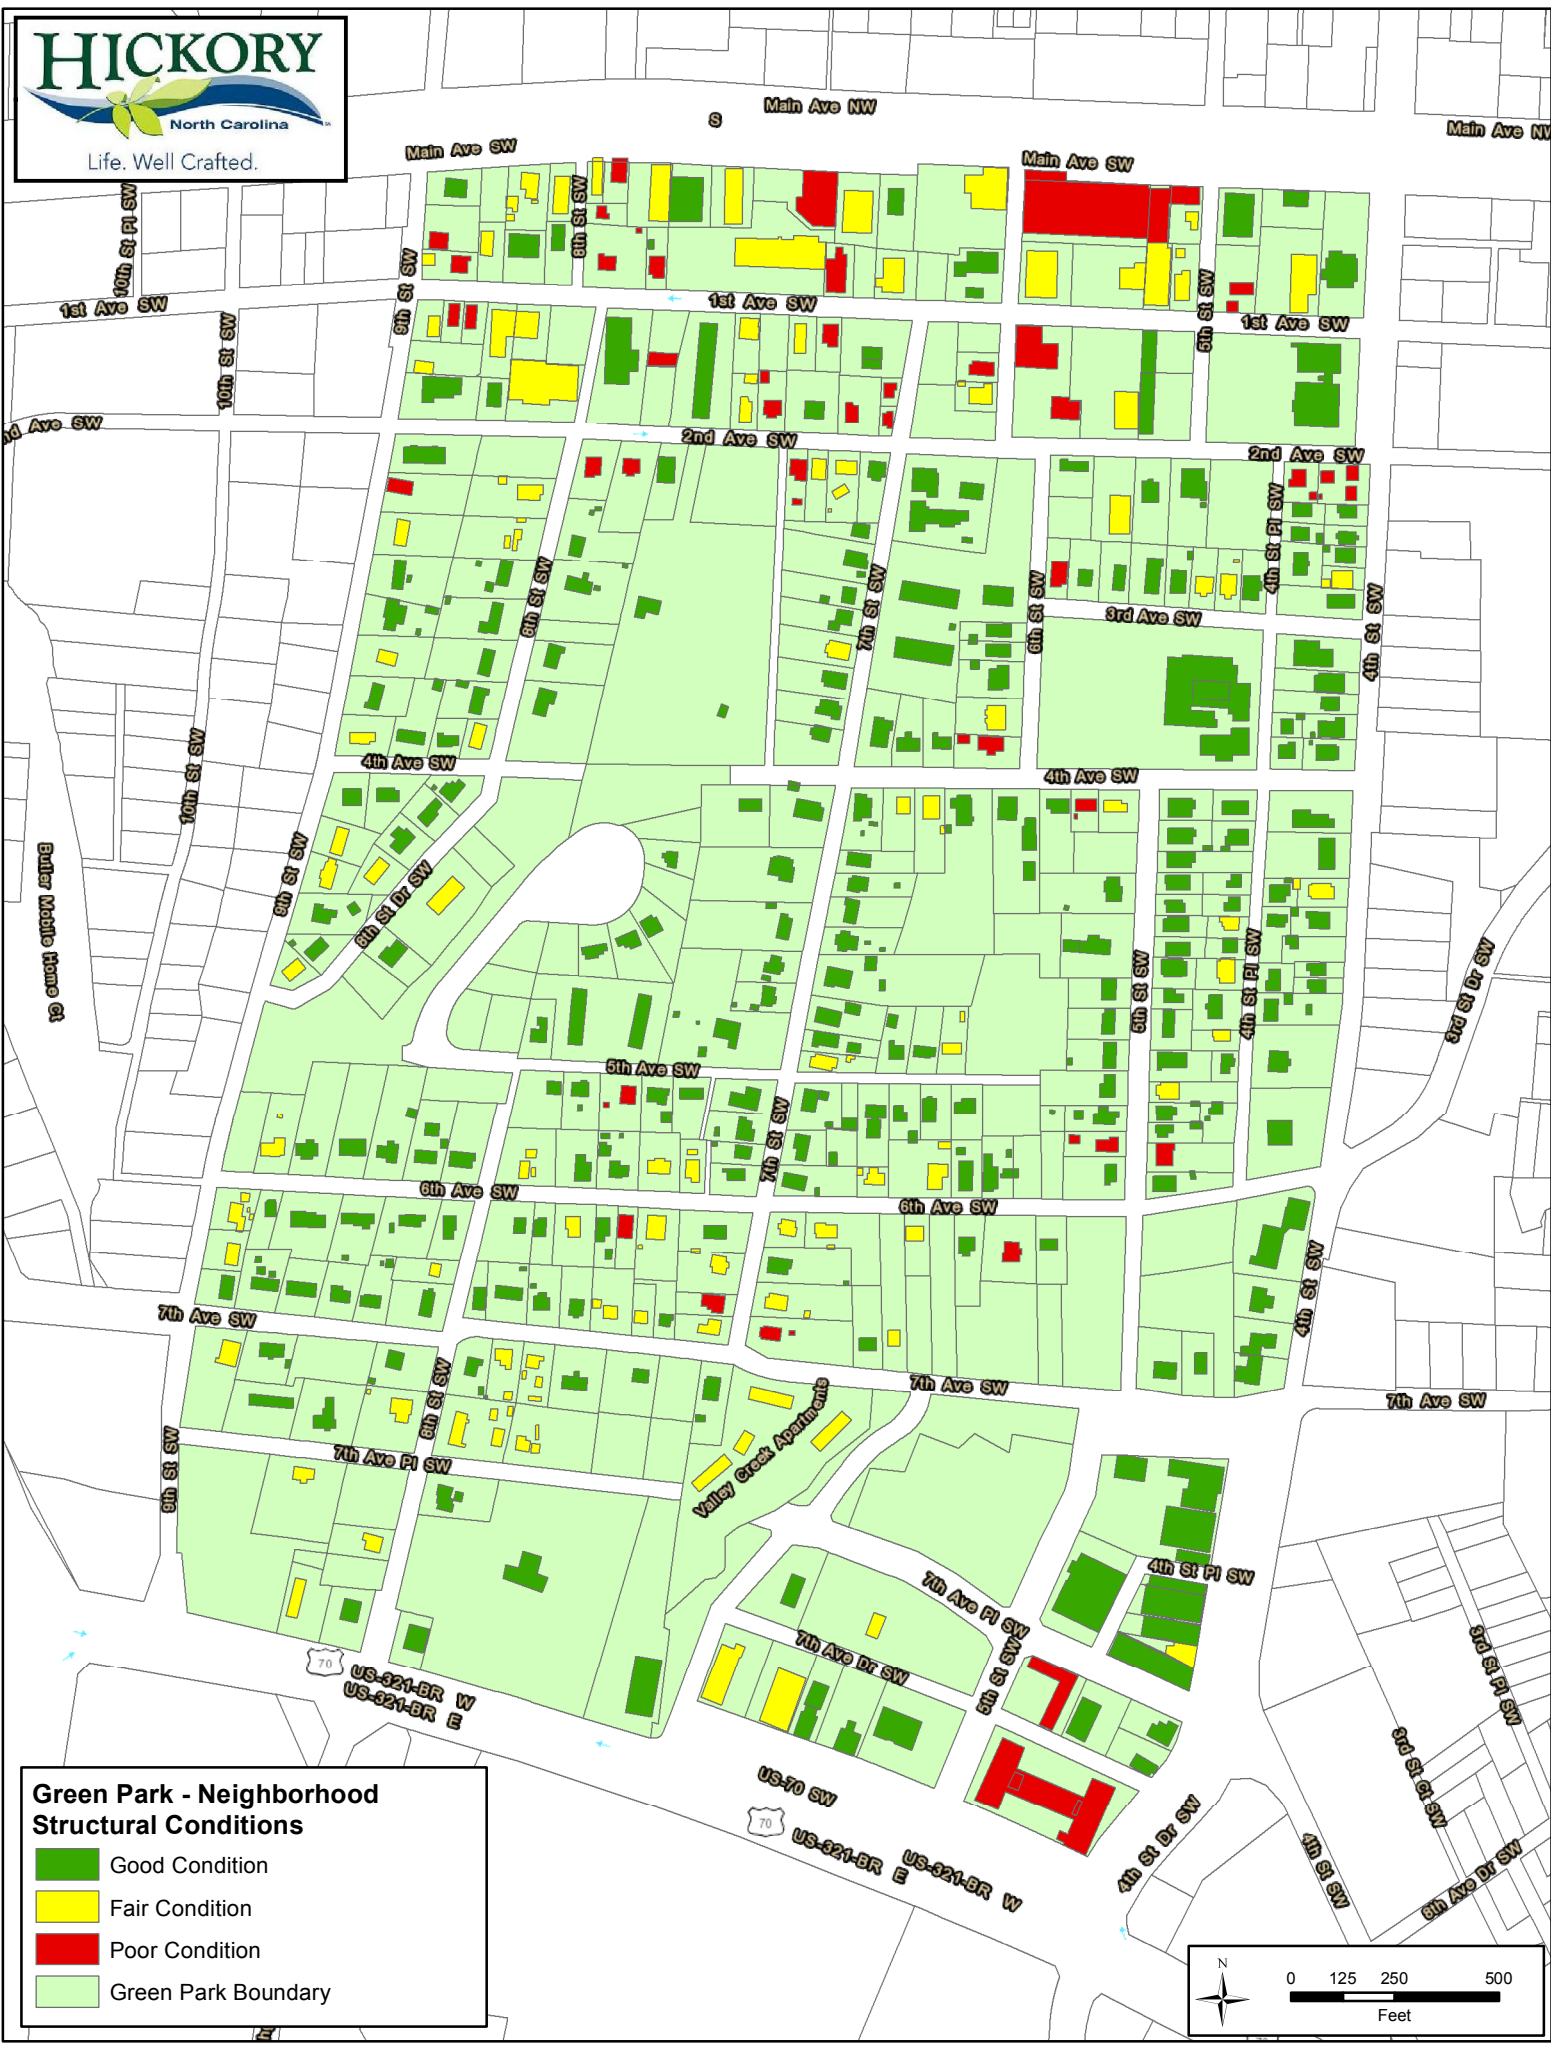 HICKORY
North Carolina
Life. Well Crafted.
Main Ave NW
S
Main Ave NW
Main Ave SW
Main Ave SW
10th St Pl SW
8th St SW
9th St SW
1st Ave SW
1st Ave SW
5th St SW
1st Ave SW
10th St SW
2nd Ave SW
2nd Ave SW
nd Ave SW
4th St Pl SW
8th St SW
7th St SW
6th St SW
3rd Ave SW
4th St SW
10th St SW
4th Ave SW
4th Ave SW
Buller Mobile Home Ct
9th St SW
8th St Dr SW
5th St SW
4th St Pl SW
3rd St Dr SW
5th Ave SW
7th St SW
6th Ave SW
6th Ave SW
4th St SW
7th Ave SW
8th St SW
7th Ave SW
7th Ave SW
Valley Creek Apartments
9th St SW
7th Ave Pl SW
4th St Pl SW
7th Ave Pl SW
7th Ave Dr SW
5th St SW
3rd St Pl SW
70
US-321-BR W
US-321-BR E
3rd St Ct SW
US-70 SW
70
US-321-BR E
US-321-BR W
4th St Dr SW
4th St SW
8th Ave Dr SW
Green Park - Neighborhood
Structural Conditions
Good Condition
Fair Condition
Poor Condition
Green Park Boundary
N
0 125 250 500
Feet